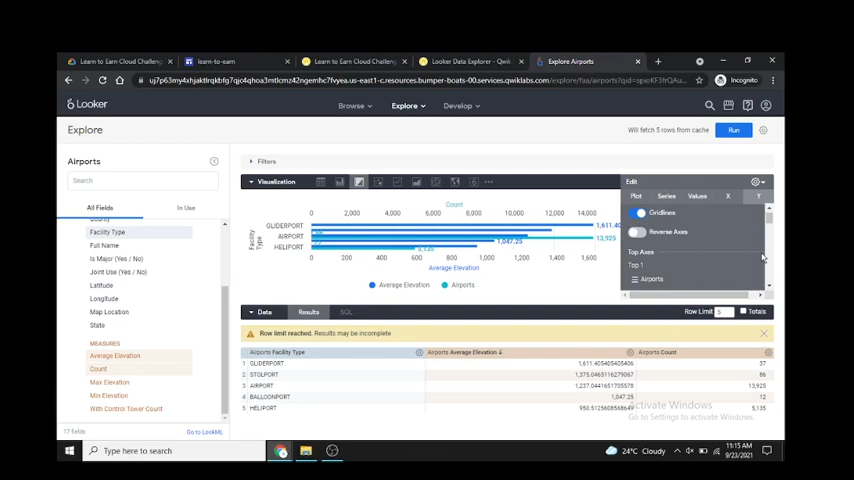 Learn to Earn Cloud Challeng
learn-to-earn
Learn to Earn Cloud Challenge
Looker Data Explorer - Qwik
Explore Airports
Incognito
Looker
Browse
Explore
Develop
Explore
Will fetch 5 rows from cache
Run
Airports
Search
All Fields
In Use
County
Facility Type
Full Name
Is Major (Yes / No)
Joint Use (Yes / No)
Latitude
Longitude
Map Location
Number
State
MEASURES
Average Elevation
Count
Max Elevation
Min Elevation
With Control Tower Count
17 fields
Go to LookML
Filters
Visualization
Edit
Plot
Series
Values
X
Y
Gridlines
Reverse Axes
Top Axes
Top 1
Airports
Count
0 2,000 4,000 6,000 8,000 10,000 12,000 14,000
Facility Type
GLIDERPORT
AIRPORT
HELIPORT
1,611.40
13,925
1,047.25
5,135
0 200 400 600 800 1,000 1,200 1,400 1,600
Average Elevation
Average Elevation
Airports
Data
Results
SQL
Row Limit 5
Totals
Row limit reached. Results may be incomplete
Airports Facility Type
Airports Average Elevation
Airports Count
1 GLIDERPORT 1,611.405405405406 37
2 STOLPORT 1,375.0465116279067 86
3 AIRPORT 1,237.0441651705578 13,925
4 BALLOONPORT 1,047.25 12
5 HELIPORT 5,135
Activate Windows
Go to Settings to activate Windows.
Type here to search
24°C Cloudy
11:15 AM
9/23/2021